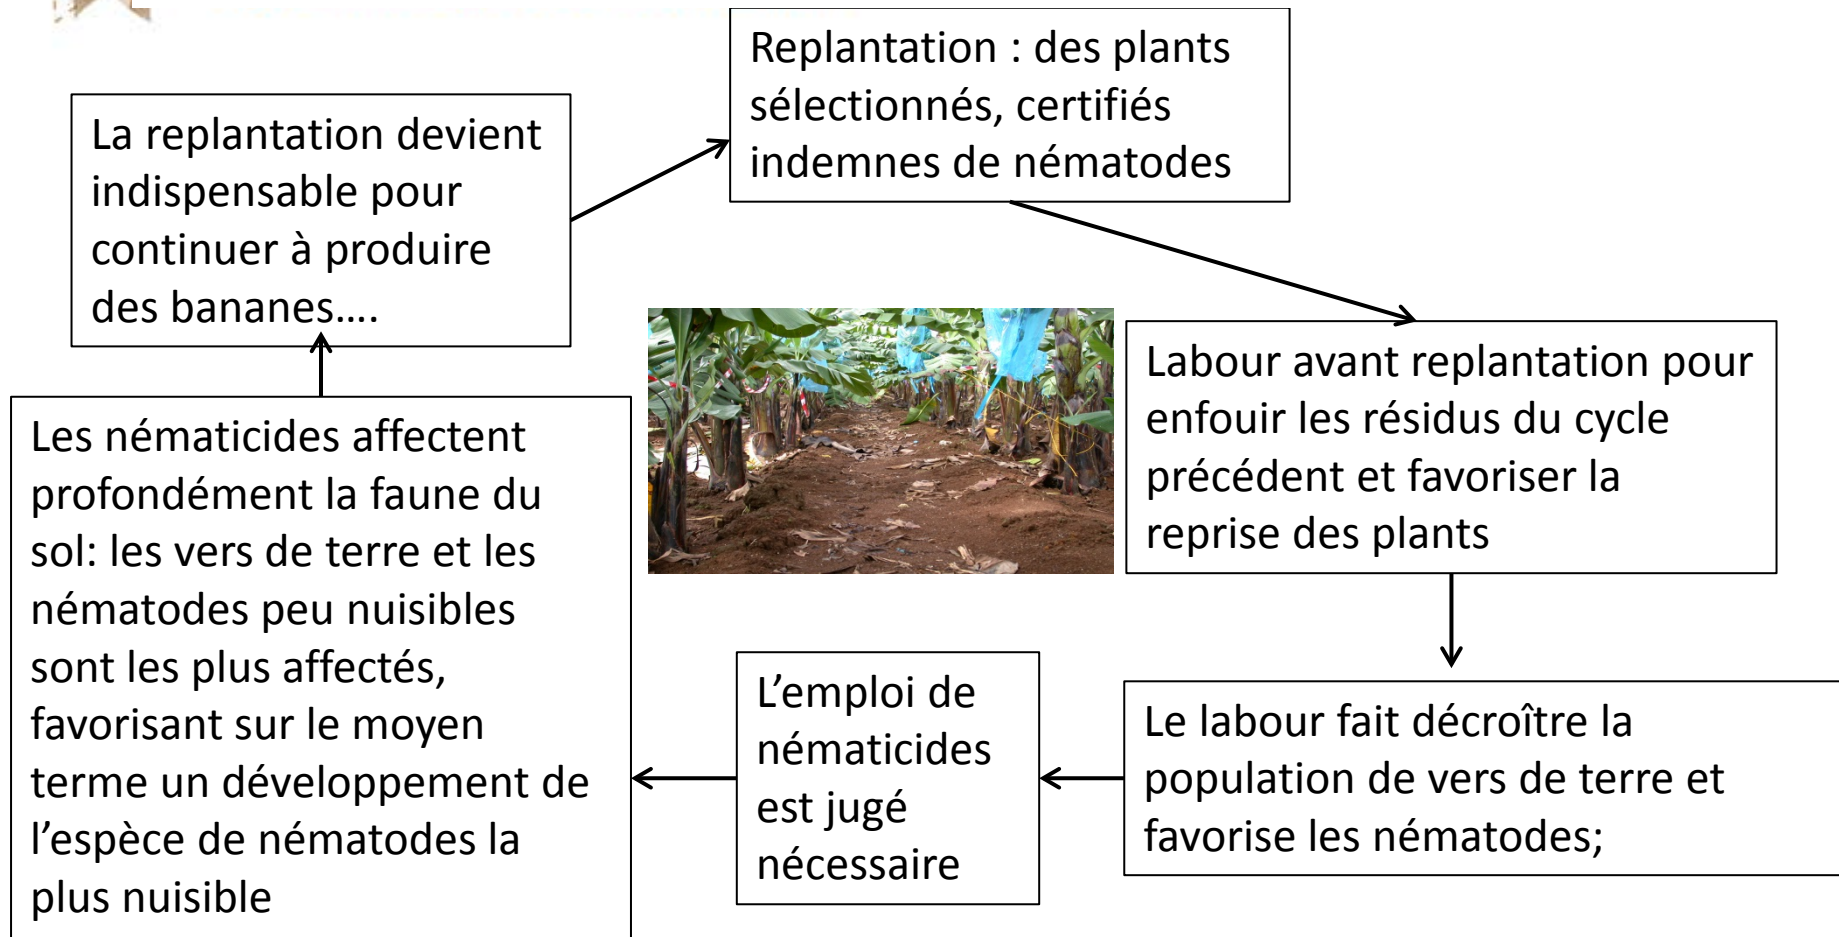 Replantation : des plants
sélectionnés, certifiés
indemnes de nématodes
La replantation devient
indispensable pour
continuer à produire
des bananes….
Labour avant replantation pour
enfouir les résidus du cycle
précédent et favoriser la
reprise des plants
Les nématicides affectent
profondément la faune du
sol: les vers de terre et les
nématodes peu nuisibles
sont les plus affectés,
favorisant sur le moyen
terme un développement de
l’espèce de nématodes la
plus nuisible
L’emploi de
nématicides
est jugé
nécessaire
Le labour fait décroître la
population de vers de terre et
favorise les nématodes;